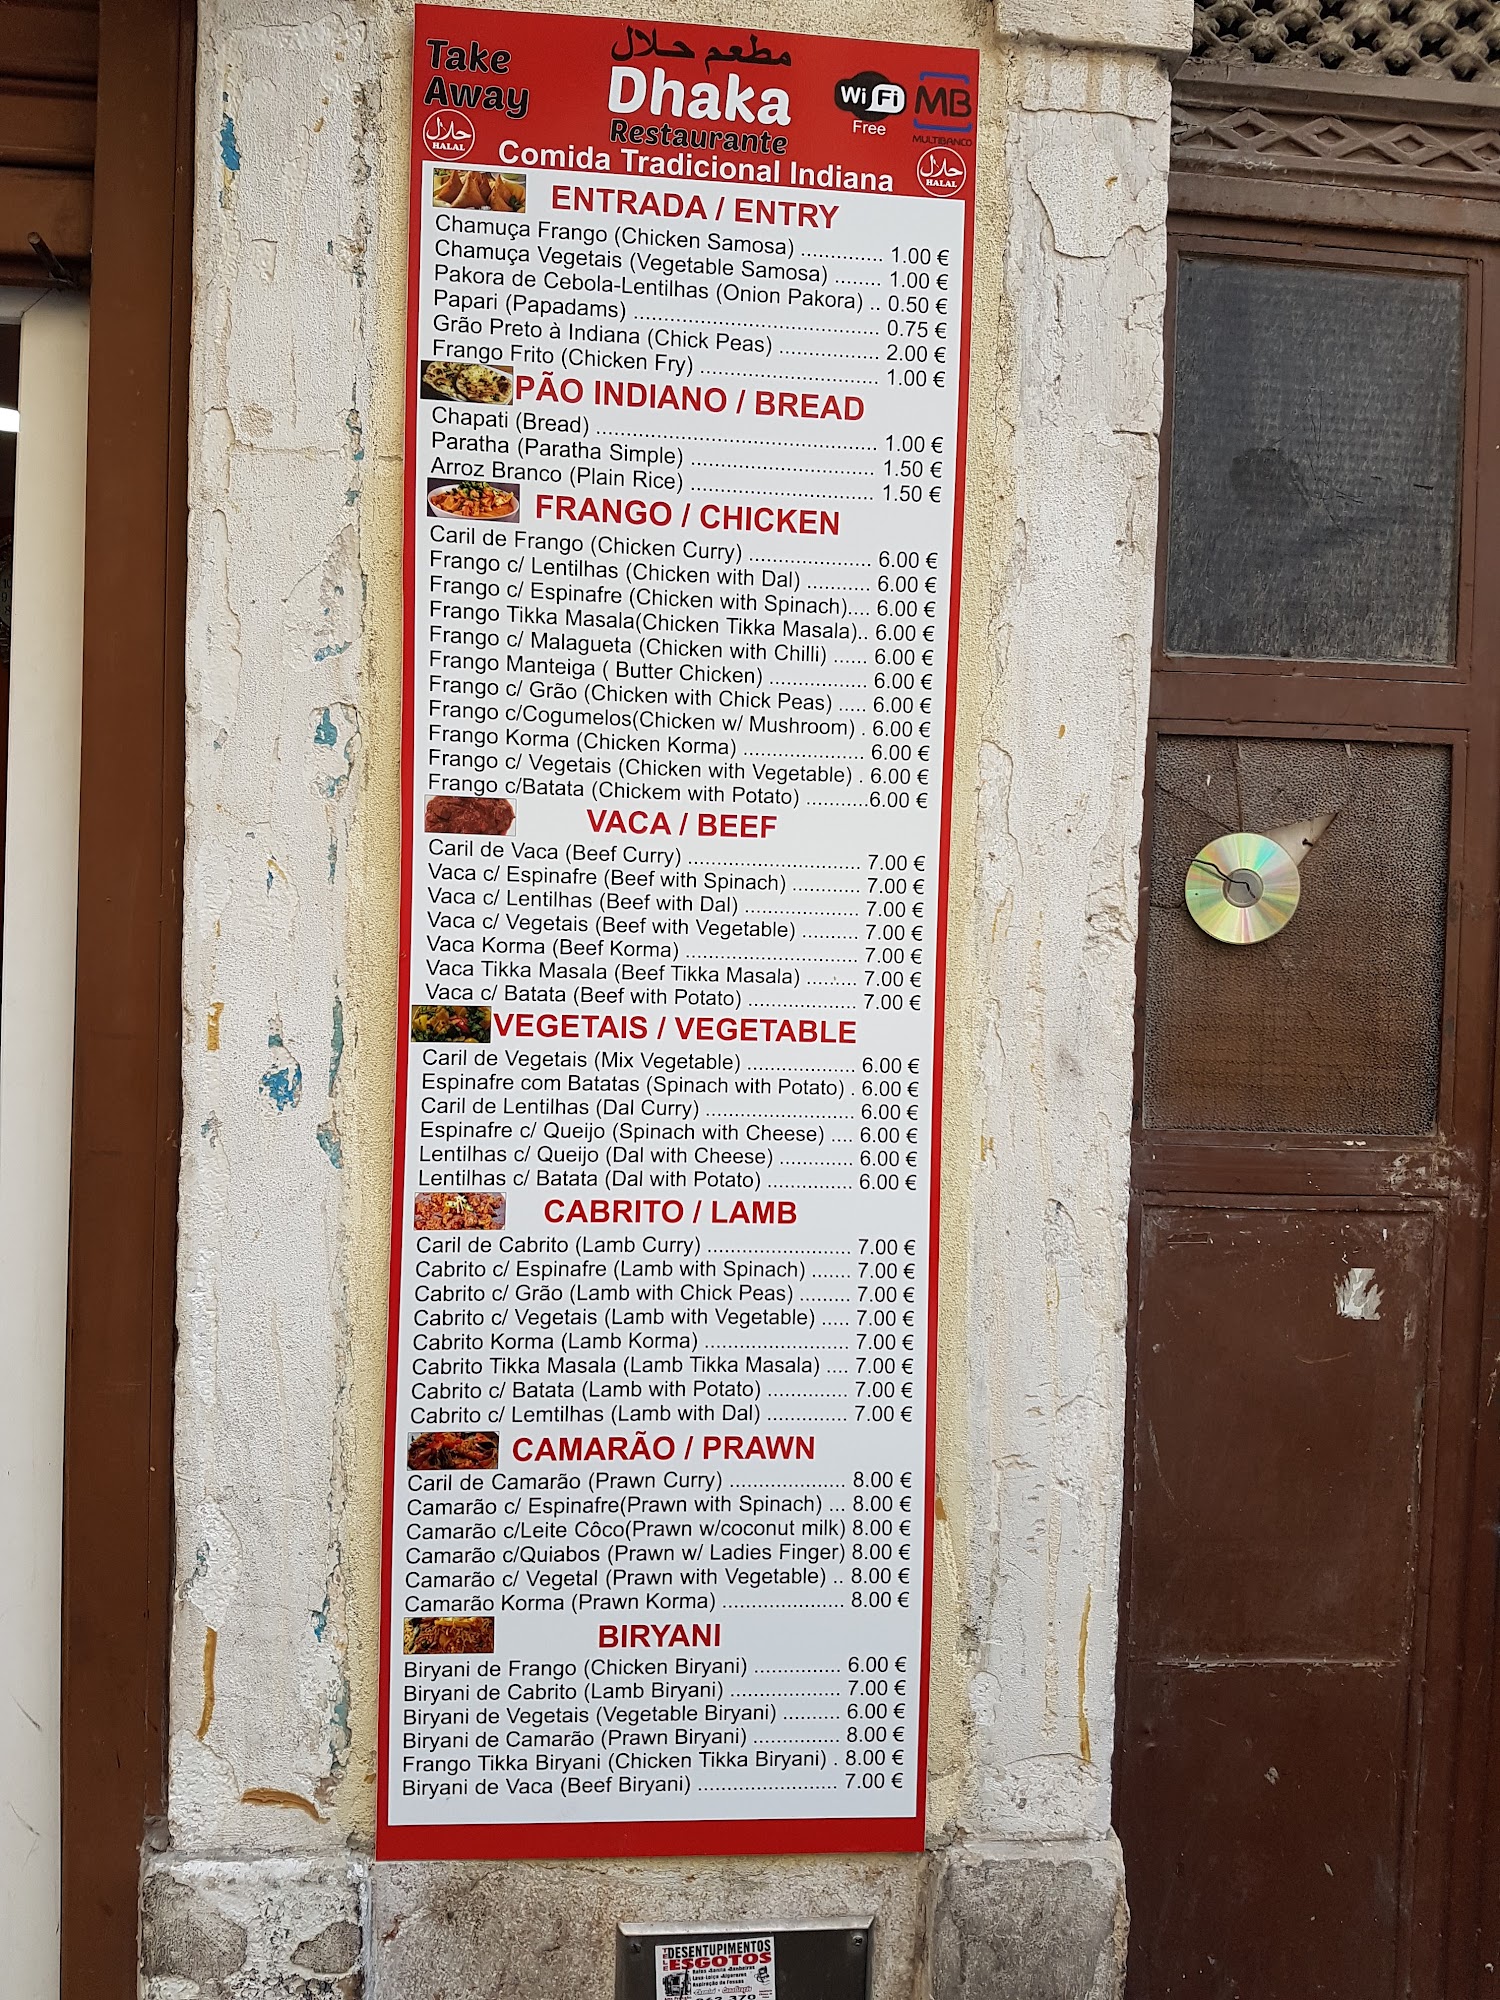 Take
Away
مطعم حلال
Dhaka
Restaurante
WiFi
Free
MB
MULTIBANCO
حلال
HALAL
Comida Tradicional Indiana
حلال
HALAL
ENTRADA / ENTRY
Chamuça Frango (Chicken Samosa) .............. 1.00 €
Chamuça Vegetais (Vegetable Samosa) ........ 1.00 €
Pakora de Cebola-Lentilhas (Onion Pakora) .. 0.50 €
Papari (Papadams) .......................................... 0.75 €
Grão Preto à Indiana (Chick Peas) ................. 2.00 €
Frango Frito (Chicken Fry) .............................. 1.00 €
PÃO INDIANO / BREAD
Chapati (Bread) ............................................... 1.00 €
Paratha (Paratha Simple) ............................... 1.50 €
Arroz Branco (Plain Rice) ............................... 1.50 €
FRANGO / CHICKEN
Caril de Frango (Chicken Curry) ..................... 6.00 €
Frango c/ Lentilhas (Chicken with Dal) ........... 6.00 €
Frango c/ Espinafre (Chicken with Spinach).... 6.00 €
Frango Tikka Masala(Chicken Tikka Masala).. 6.00 €
Frango c/ Malagueta (Chicken with Chilli) ...... 6.00 €
Frango Manteiga ( Butter Chicken) ................. 6.00 €
Frango c/ Grão (Chicken with Chick Peas) ..... 6.00 €
Frango c/Cogumelos(Chicken w/ Mushroom) . 6.00 €
Frango Korma (Chicken Korma) ..................... 6.00 €
Frango c/ Vegetais (Chicken with Vegetable) . 6.00 €
Frango c/Batata (Chickem with Potato) ...........6.00 €
VACA / BEEF
Caril de Vaca (Beef Curry) ............................. 7.00 €
Vaca c/ Espinafre (Beef with Spinach) ............ 7.00 €
Vaca c/ Lentilhas (Beef with Dal) .................... 7.00 €
Vaca c/ Vegetais (Beef with Vegetable) .......... 7.00 €
Vaca Korma (Beef Korma) .............................. 7.00 €
Vaca Tikka Masala (Beef Tikka Masala) ......... 7.00 €
Vaca c/ Batata (Beef with Potato) ................... 7.00 €
VEGETAIS / VEGETABLE
Caril de Vegetais (Mix Vegetable) ................... 6.00 €
Espinafre com Batatas (Spinach with Potato) . 6.00 €
Caril de Lentilhas (Dal Curry) .......................... 6.00 €
Espinafre c/ Queijo (Spinach with Cheese) .... 6.00 €
Lentilhas c/ Queijo (Dal with Cheese) ............. 6.00 €
Lentilhas c/ Batata (Dal with Potato) ............... 6.00 €
CABRITO / LAMB
Caril de Cabrito (Lamb Curry) ......................... 7.00 €
Cabrito c/ Espinafre (Lamb with Spinach) ....... 7.00 €
Cabrito c/ Grão (Lamb with Chick Peas) ......... 7.00 €
Cabrito c/ Vegetais (Lamb with Vegetable) ..... 7.00 €
Cabrito Korma (Lamb Korma) ......................... 7.00 €
Cabrito Tikka Masala (Lamb Tikka Masala) .... 7.00 €
Cabrito c/ Batata (Lamb with Potato) .............. 7.00 €
Cabrito c/ Lemtilhas (Lamb with Dal) .............. 7.00 €
CAMARÃO / PRAWN
Caril de Camarão (Prawn Curry) .................... 8.00 €
Camarão c/ Espinafre(Prawn with Spinach) ... 8.00 €
Camarão c/Leite Côco(Prawn w/coconut milk) 8.00 €
Camarão c/Quiabos (Prawn w/ Ladies Finger) 8.00 €
Camarão c/ Vegetal (Prawn with Vegetable) .. 8.00 €
Camarão Korma (Prawn Korma) ..................... 8.00 €
BIRYANI
Biryani de Frango (Chicken Biryani) ............... 6.00 €
Biryani de Cabrito (Lamb Biryani) ................... 7.00 €
Biryani de Vegetais (Vegetable Biryani) .......... 6.00 €
Biryani de Camarão (Prawn Biryani) ............... 8.00 €
Frango Tikka Biryani (Chicken Tikka Biryani) . 8.00 €
Biryani de Vaca (Beef Biryani) ........................ 7.00 €
TELE
DESENTUPIMENTOS
ESGOTOS